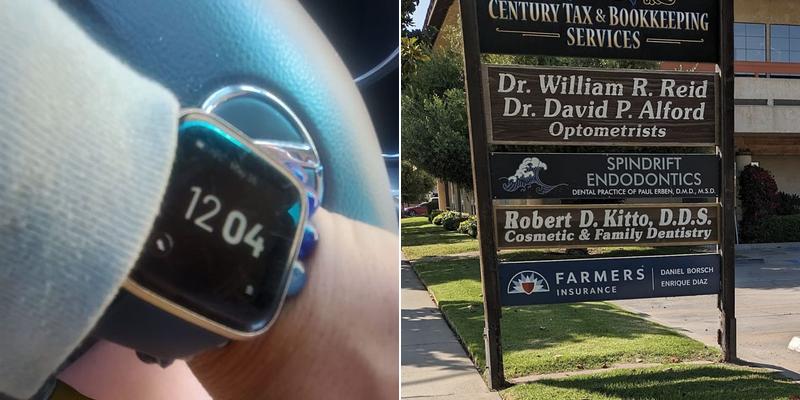 12 04
CENTURY TAX & BOOKKEEPING
SERVICES
Dr. William R. Reid
Dr. David P. Alford
Optometrists
SPINDRIFT
ENDODONTICS
DENTAL PRACTICE OF PAUL ERBEN, D.M.D., M.S.D.
Robert D. Kitto, D.D.S.
Cosmetic & Family Dentistry
FARMERS
INSURANCE
DANIEL BORSCH
ENRIQUE DIAZ